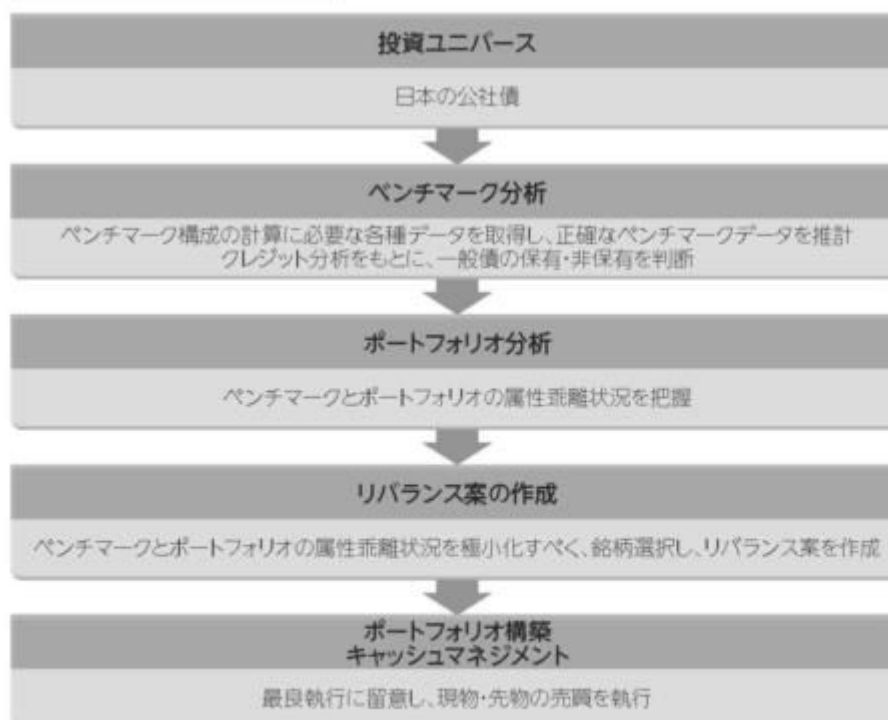 投資ユニバース
日本の公社債
ベンチマーク分析
ベンチマーク構成の計算に必要な各種データを取得し、正確なベンチマークデータを推計
クレジット分析をもとに、一般債の保有・非保有を判断
ポートフォリオ分析
ベンチマークとポートフォリオの属性乖離状況を把握
リバランス案の作成
ベンチマークとポートフォリオの属性乖離状況を極小化すべく、銘柄選択し、リバランス案を作成
ポートフォリオ構築
キャッシュマネジメント
最良執行に留意し、現物・先物の売買を執行